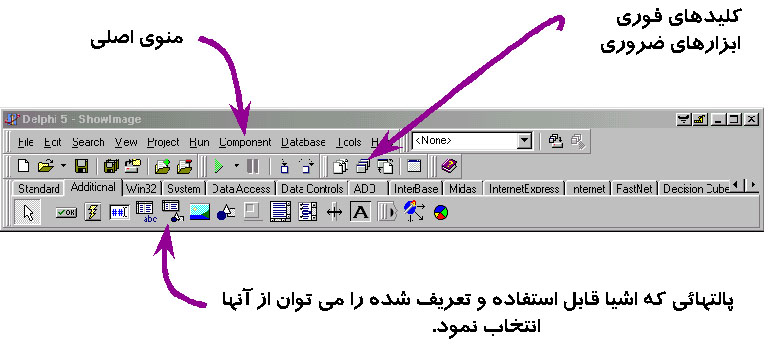 کلیدهای فوری
ابزارهای ضروری
منوی اصلی
Delphi 5 - ShowImage
File Edit Search View Project Run Component Database Tools H <None>
Standard Additional Win32 System Data Access Data Controls ADO InterBase Midas InternetExpress Internet FastNet Decision Cube
OK ##( abc A
پالتهائی که اشیا قابل استفاده و تعریف شده را می توان از آنها
انتخاب نمود.